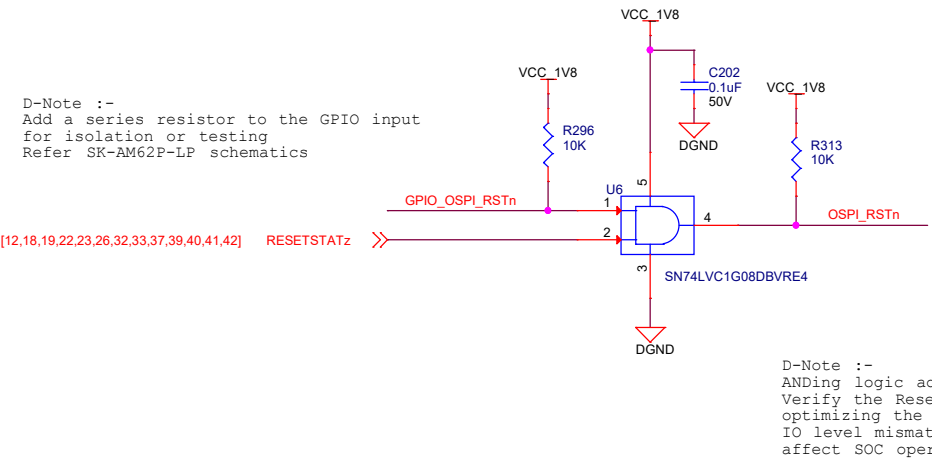 VCC_1V8
VCC_1V8
C202
0.1uF
50V
VCC_1V8
D-Note :-
Add a series resistor to the GPIO input
for isolation or testing
Refer SK-AM62P-LP schematics
R296
10K
DGND
R313
10K
5
U6
GPIO_OSPI_RSTn
1
4
OSPI_RSTn
[12,18,19,22,23,26,32,33,37,39,40,41,42]
RESETSTATz
2
3
SN74LVC1G08DBVRE4
DGND
D-Note :-
ANDing logic
Verify the
optimizing the
IO level
affect SOC